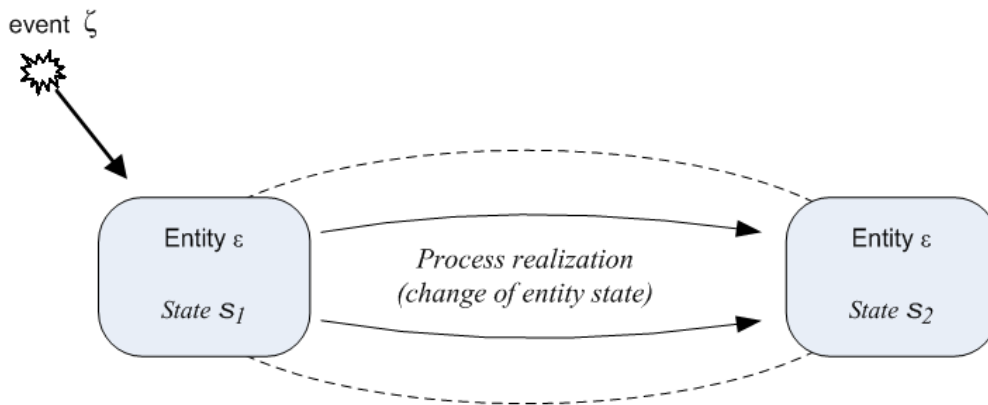 event ζ
Entity ε
State s1
Process realization
(change of entity state)
Entity ε
State s2